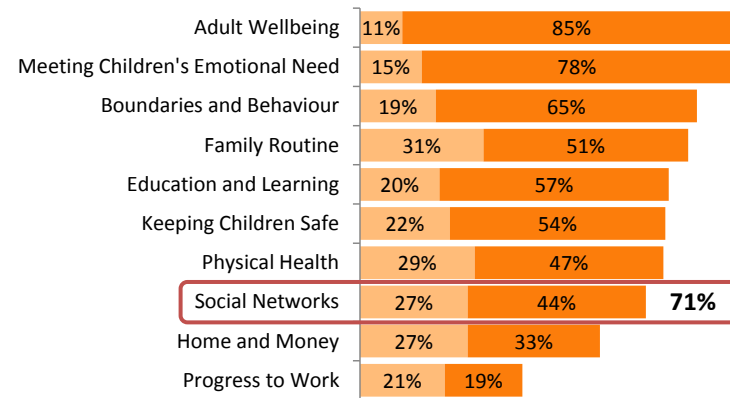 Adult Wellbeing 11% 85%
Meeting Children's Emotional Need 15% 78%
Boundaries and Behaviour 19% 65%
Family Routine 31% 51%
Education and Learning 20% 57%
Keeping Children Safe 22% 54%
Physical Health 29% 47%
Social Networks 27% 44% 71%
Home and Money 27% 33%
Progress to Work 21% 19%